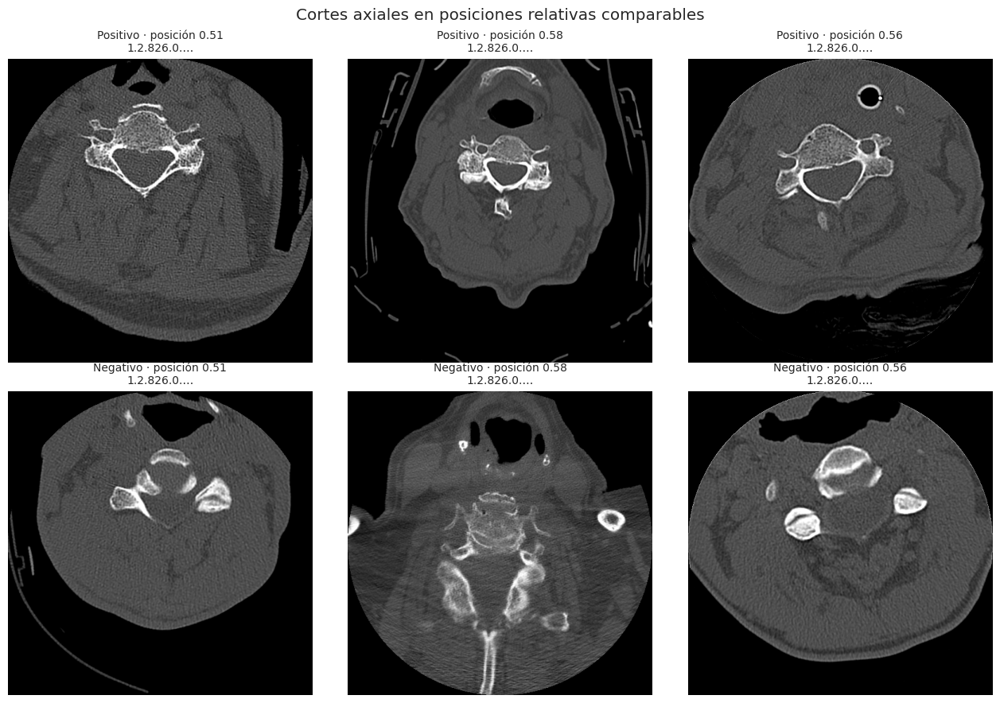 Cortes axiales en posiciones relativas comparables
Positivo · posición 0.51
1.2.826.0....
Positivo · posición 0.58
1.2.826.0....
Positivo · posición 0.56
1.2.826.0....
Negativo · posición 0.51
1.2.826.0....
Negativo · posición 0.58
1.2.826.0....
Negativo · posición 0.56
1.2.826.0....